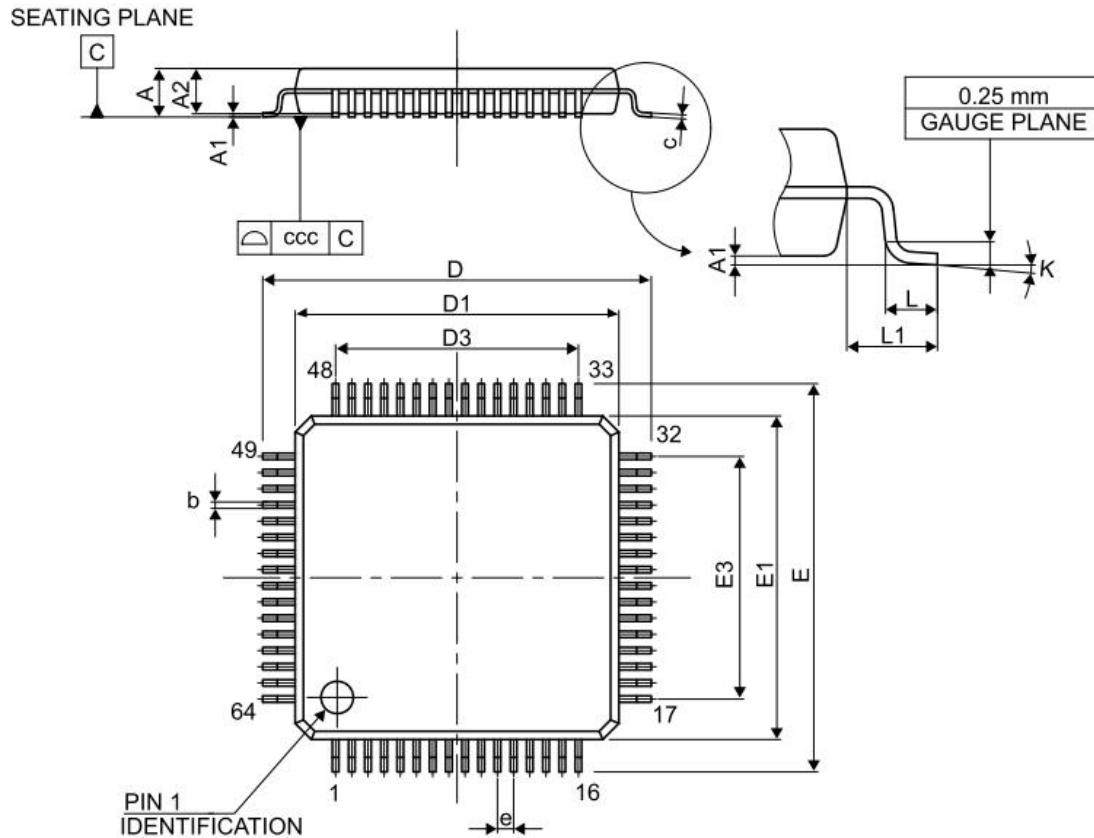 SEATING PLANE
C
A
A2
A1
c
0.25 mm
GAUGE PLANE
ccc C
A1
K
L
L1
D
D1
D3
48
33
49
32
b
E3
E1
E
64
17
1
16
e
PIN 1
IDENTIFICATION